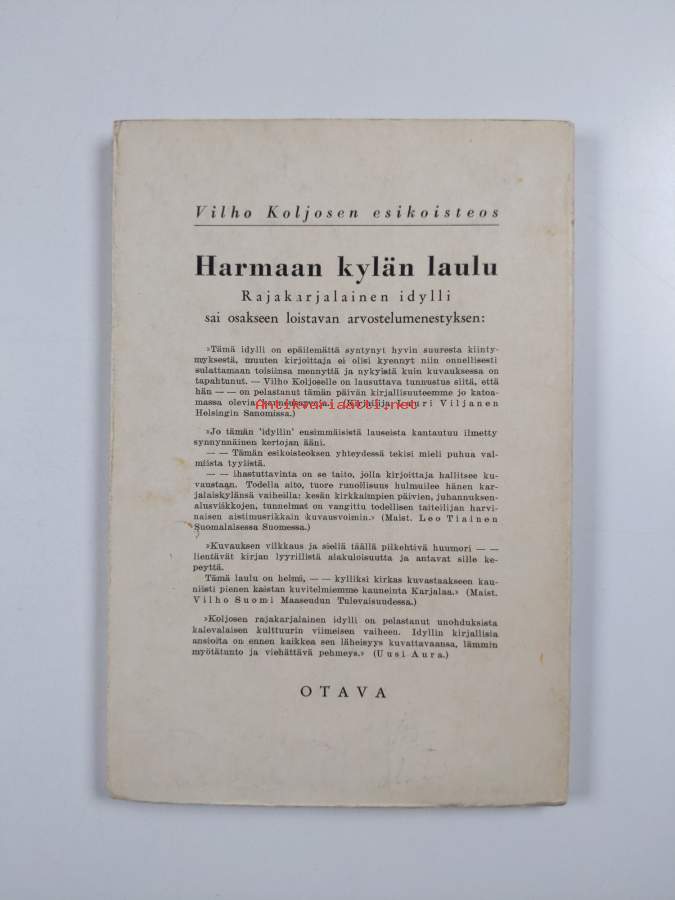 Vilho Koljosen esikoisteos
Harmaan kylän laulu
Rajakarjalainen idylli
sai osakseen loistavan arvostelumenestyksen:
»Tämä idylli on epäilemättä syntynyt hyvin suuresta kiinty-
myksestä, muuten kirjoittaja ei olisi kyennyt niin onnellisesti
sulattamaan toisiinsa mennyttä ja nykyistä kuin kuvauksessa on
tapahtunut. — Vilho Koljoselle on lausuttava tunnustus siitä, että
hän — — on pelastanut tämän päivän kirjallisuuteemme jo katoa-
massa olevia kauneusarvoja.» (Kirjailija Lauri Viljanen
Antikvariaatti.net
Helsingin Sanomissa.)
»Jo tämän 'idyllin' ensimmäisistä lauseista kantautuu ilmetty
synnynnäinen kertojan ääni.
— — Tämän esikoisteoksen yhteydessä tekisi mieli puhua val-
miista tyylistä.
— — ihastuttavinta on se taito, jolla kirjoittaja hallitsee ku-
vaustaan. Todella aito, tuore runollisuus hulmuilee hänen kar-
jalaiskylänsä vaiheilla: kesän kirkkaimpien päivien, juhannuksen-
alusviikkojen, tunnelmat on vangittu todellisen taiteilijan harvi-
naisen aistimusrikkain kuvausvoimin.» (Maist. Leo Tiainen
Suomalaisessa Suomessa.)
»Kuvauksen vilkkaus ja siellä täällä pilkehtivä huumori — —
lientävät kirjan lyyrillistä alakuloisuutta ja antavat sille ke-
peyttä.
Tämä laulu on helmi, — — kylliksi kirkas kuvastaakseen kau-
niisti pienen kaistan kuvitelmiemme kauneinta Karjalaa.» (Maist.
Vilho Suomi Maaseudun Tulevaisuudessa.)
»Koljosen rajakarjalainen idylli on pelastanut unohduksista
kalevalaisen kulttuurin viimeisen vaiheen. Idyllin kirjallisia
ansioita on ennen kaikkea sen läheisyys kuvattavaansa, lämmin
myötätunto ja viehättävä pehmeys.» (Uusi Aura.)
OTAVA